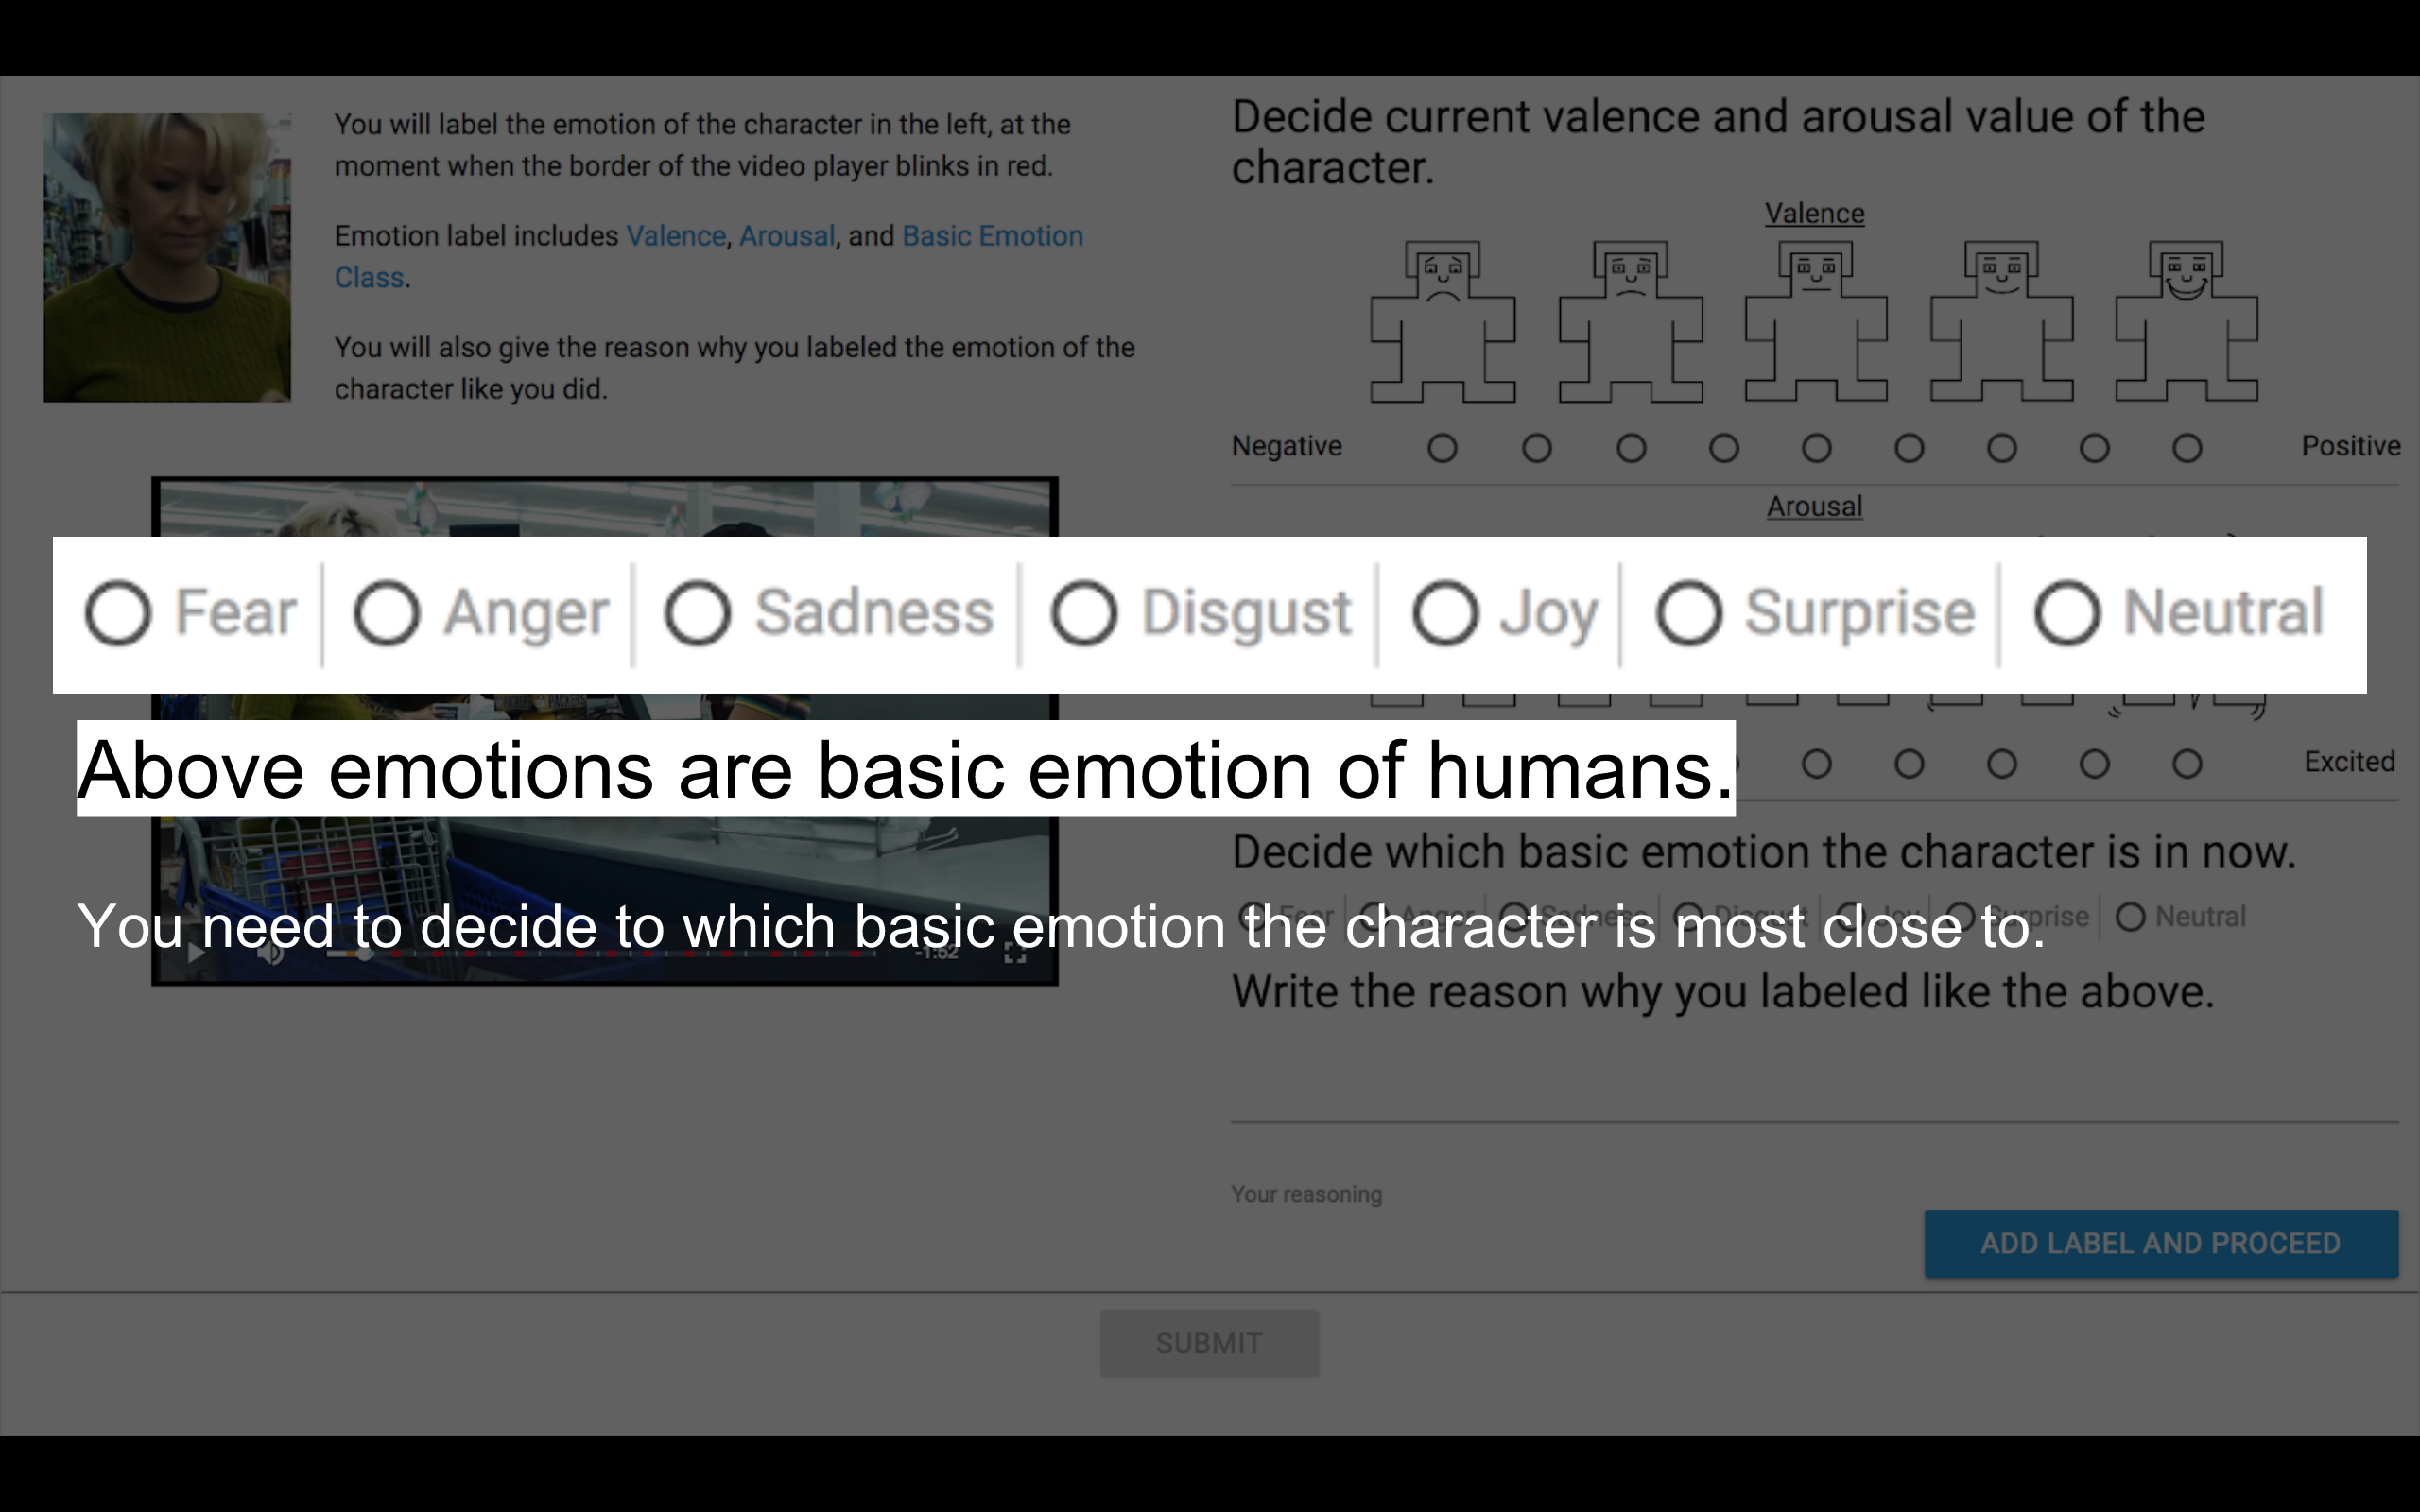 You will label the emotion of the character in the left, at the
moment when the border of the video player blinks in red.
Emotion label includes Valence, Arousal, and Basic Emotion
Class.
You will also give the reason why you labeled the emotion of the
character like you did.
Decide current valence and arousal value of the
character.
Valence
Negative
Positive
Arousal
Fear
Anger
Sadness
Disgust
Joy
Surprise
Neutral
Above emotions are basic emotion of humans.
Excited
Decide which basic emotion the character is in now.
Fear Anger Sadness Disgust Joy Surprise Neutral
You need to decide to which basic emotion the character is most close to.
-1:52
Write the reason why you labeled like the above.
Your reasoning
ADD LABEL AND PROCEED
SUBMIT